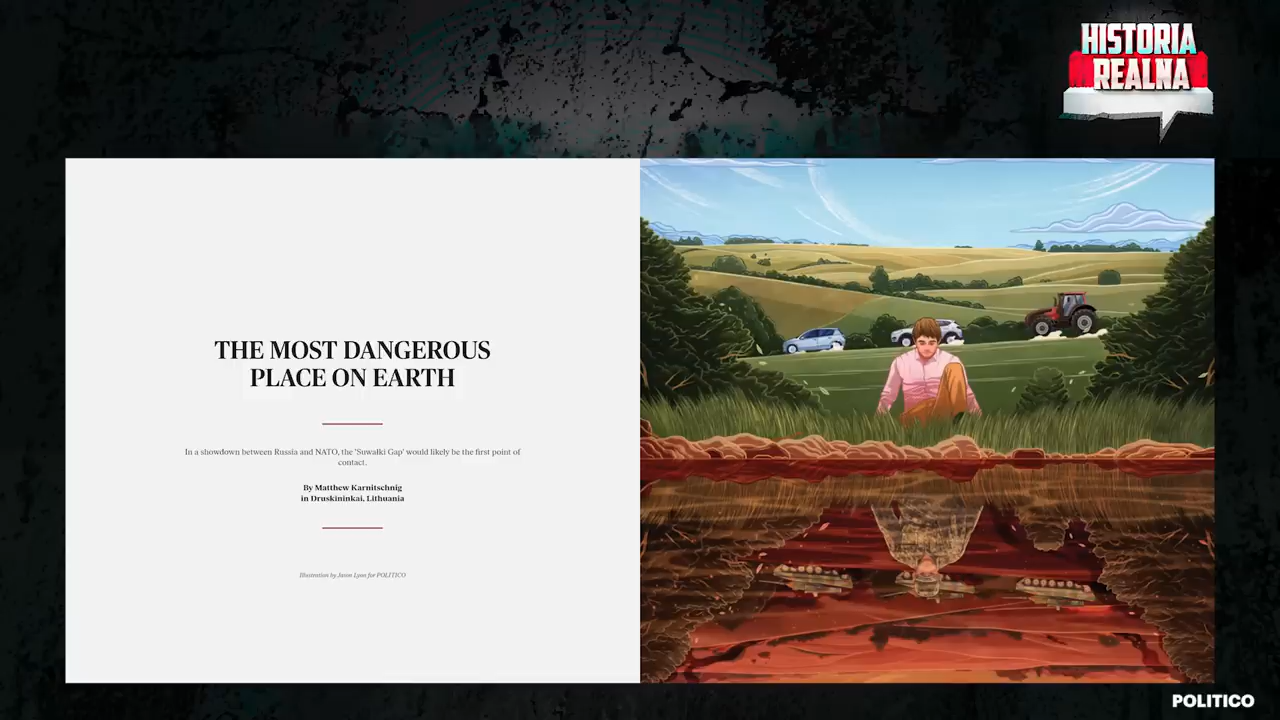 HISTORIA
REALNA
THE MOST DANGEROUS
PLACE ON EARTH
In a showdown between Russia and NATO, the 'Suwałki Gap' would likely be the first point of
contact.
By Matthew Karnitschnig
in Druskininkai, Lithuania
Illustration by Jason Lyon for POLITICO
POLITICO